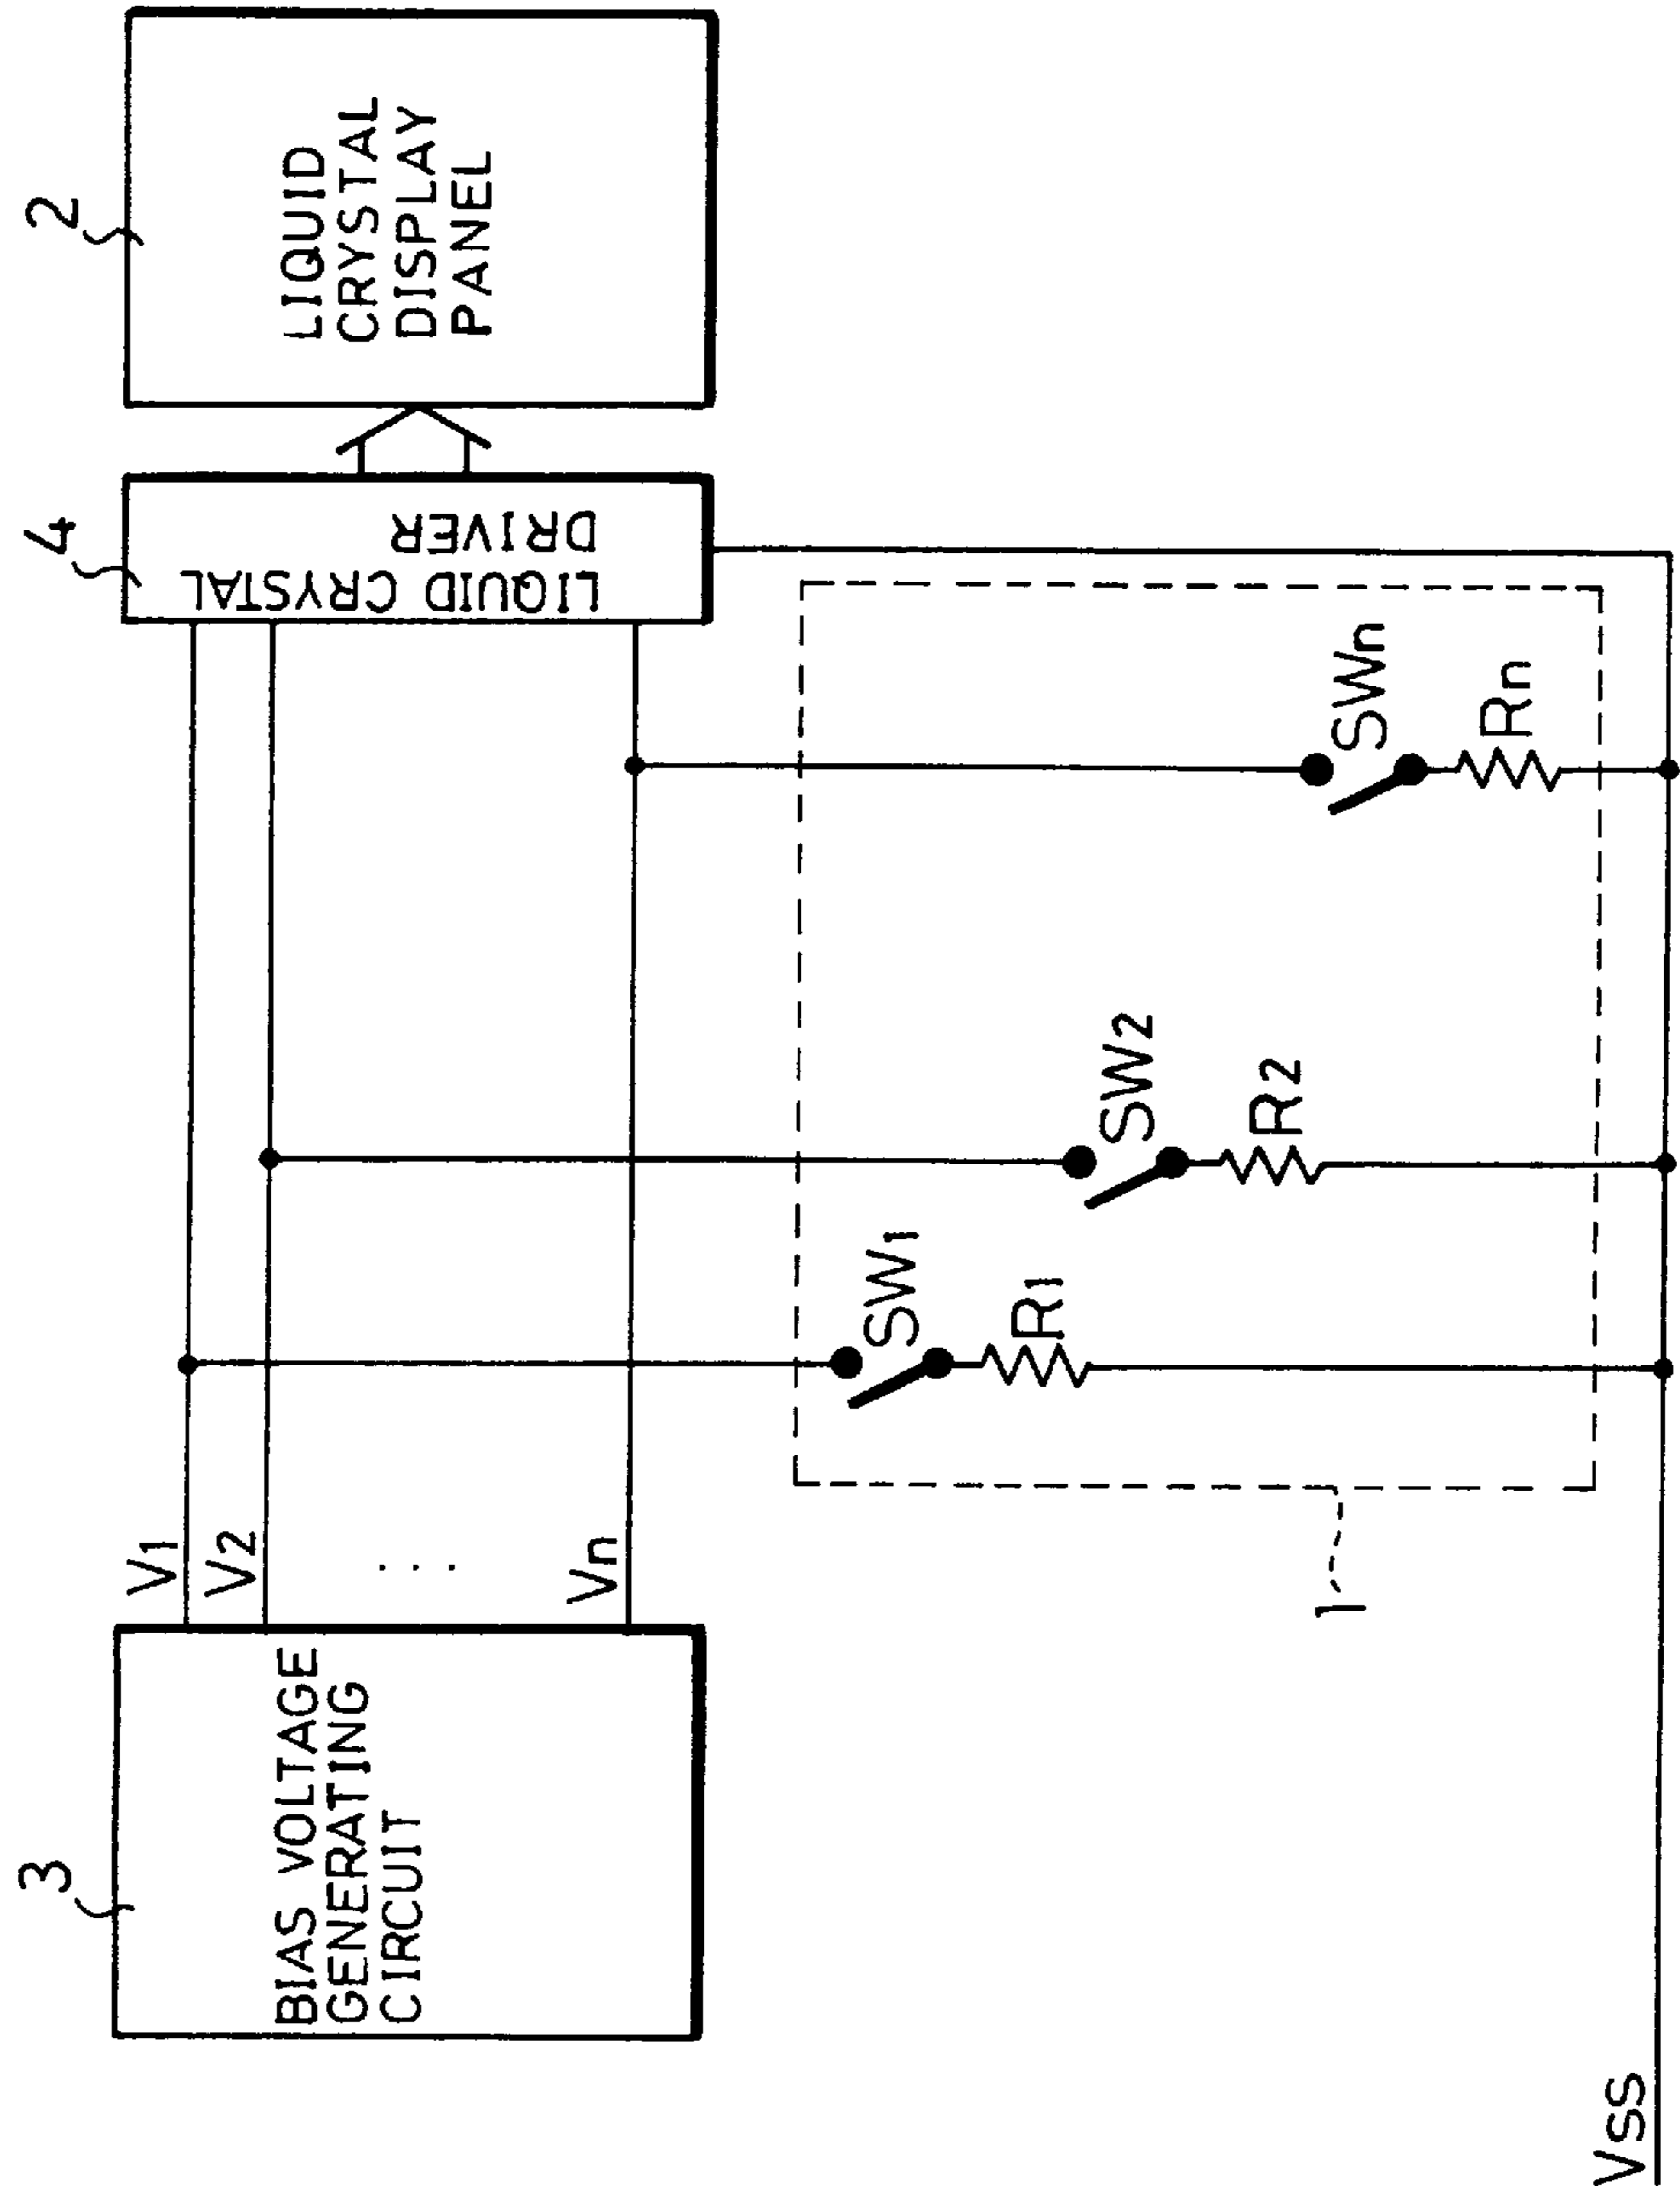 3
BIAS VOLTAGE
GENERATING
CIRCUIT
V1
V2
...
Vn
4
LIQUID CRYSTAL
DRIVER
2
LIQUID
CRYSTAL
DISPLAY
PANEL
SW1
R1
SW2
R2
SWn
Rn
1
VSS